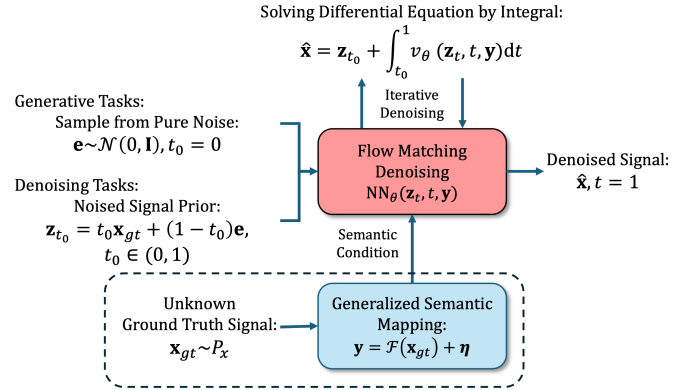 Solving Differential Equation by Integral:
x̂ = z_{t_0} + ∫_{t_0}^{1} v_θ (z_t, t, y)dt
Iterative
Denoising
Generative Tasks:
Sample from Pure Noise:
e~𝒩(0, I), t_0 = 0
Denoising Tasks:
Noised Signal Prior:
z_{t_0} = t_0x_{gt} + (1 − t_0)e,
t_0 ∈ (0, 1)
Flow Matching
Denoising
NN_θ(z_t, t, y)
Denoised Signal:
x̂, t = 1
Semantic
Condition
Unknown
Ground Truth Signal:
x_{gt}~P_x
Generalized Semantic
Mapping:
y = ℱ(x_{gt}) + η